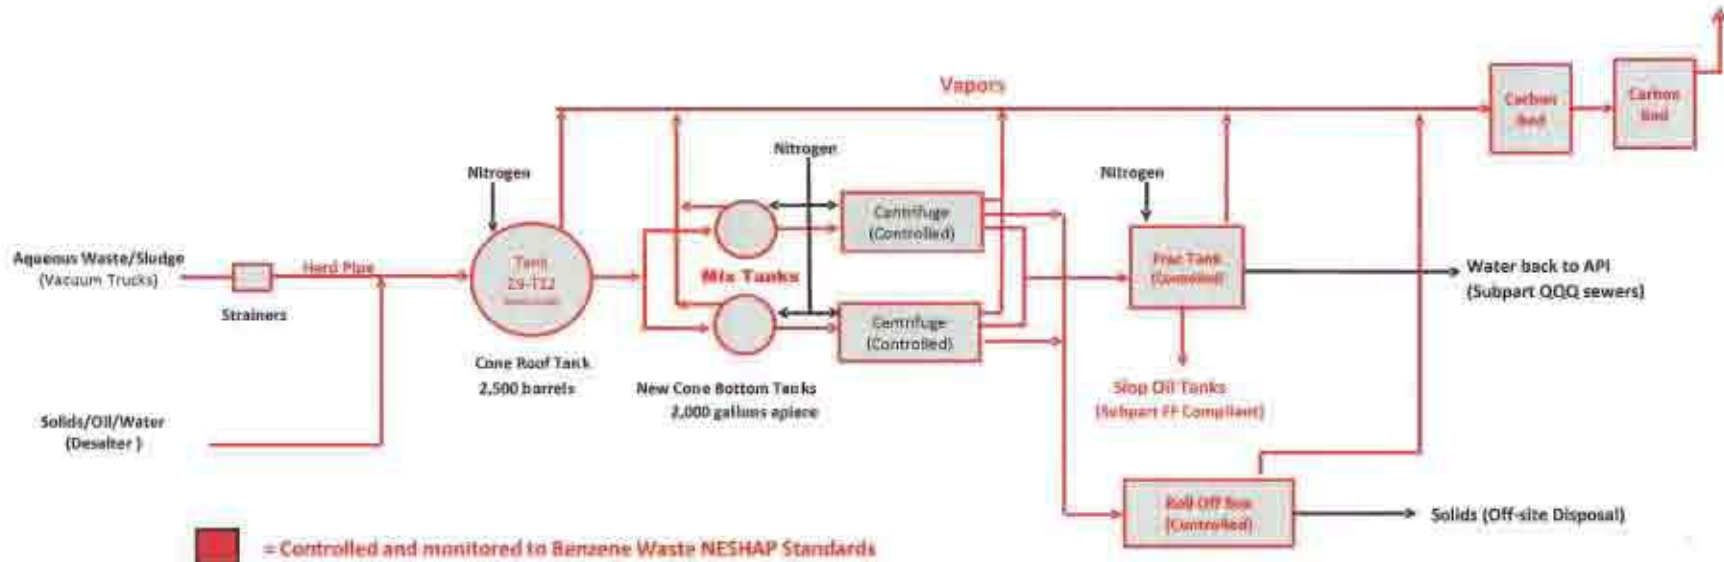 Vapors
Carbon
Bed
Carbon
Bed
Nitrogen
Nitrogen
Nitrogen
Centrifuge
(Controlled)
Aqueous Waste/Sludge
(Vacuum Trucks)
Hard Pipe
Strainers
Tank
Mix Tanks
Frac Tank
(Controlled)
Water back to API
(Subpart QQQ sewers)
Centrifuge
(Controlled)
Cone Roof Tank
2,500 barrels
New Cone Bottom Tanks
2,000 gallons apiece
Slop Oil Tanks
(Subpart FF Compliant)
Solids/Oil/Water
(Desalter )
Roll Off Box
(Controlled)
Solids (Off-site Disposal)
= Controlled and monitored to Benzene Waste NESHAP Standards